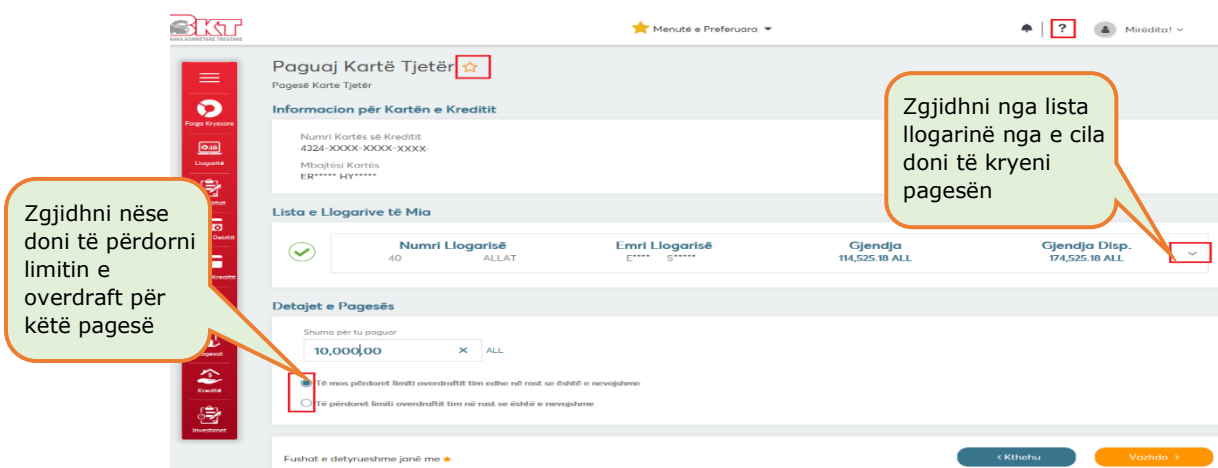 BKT
BANKA KOMBETARE TREGTARE
Menutë e Preferuara
?
Mirëdita!
Paguaj Kartë Tjetër
Pagesë Karte Tjetër
Informacion për Kartën e Kreditit
Numri Kartës së Kreditit
4324-XXXX-XXXX-XXXX-
Mbajtësi Kartës
ER***** HY*****
Zgjidhni nga lista
llogarinë nga e cila
doni të kryeni
pagesën
Faqja Kryesore
Llogaritë
Zgjidhni nëse
doni të përdorni
limitin e
overdraft për
këtë pagesë
Debitit
Kreditit
Pagesat
Kreditë
Investimet
Lista e Llogarive të Mia
Numri Llogarisë Emri Llogarisë Gjendja Gjendja Disp.
40 ALLAT E**** S***** 114,525.18 ALL 174,525.18 ALL
Detajet e Pagesës
Shuma për tu paguar
10,000.00 × ALL
Të mos përdoret limiti overdraftit tim edhe në rast se është e nevojshme
Të përdoret limiti overdraftit tim në rast se është e nevojshme
Fushat e detyrueshme janë me
< Kthehu Vazhdo >